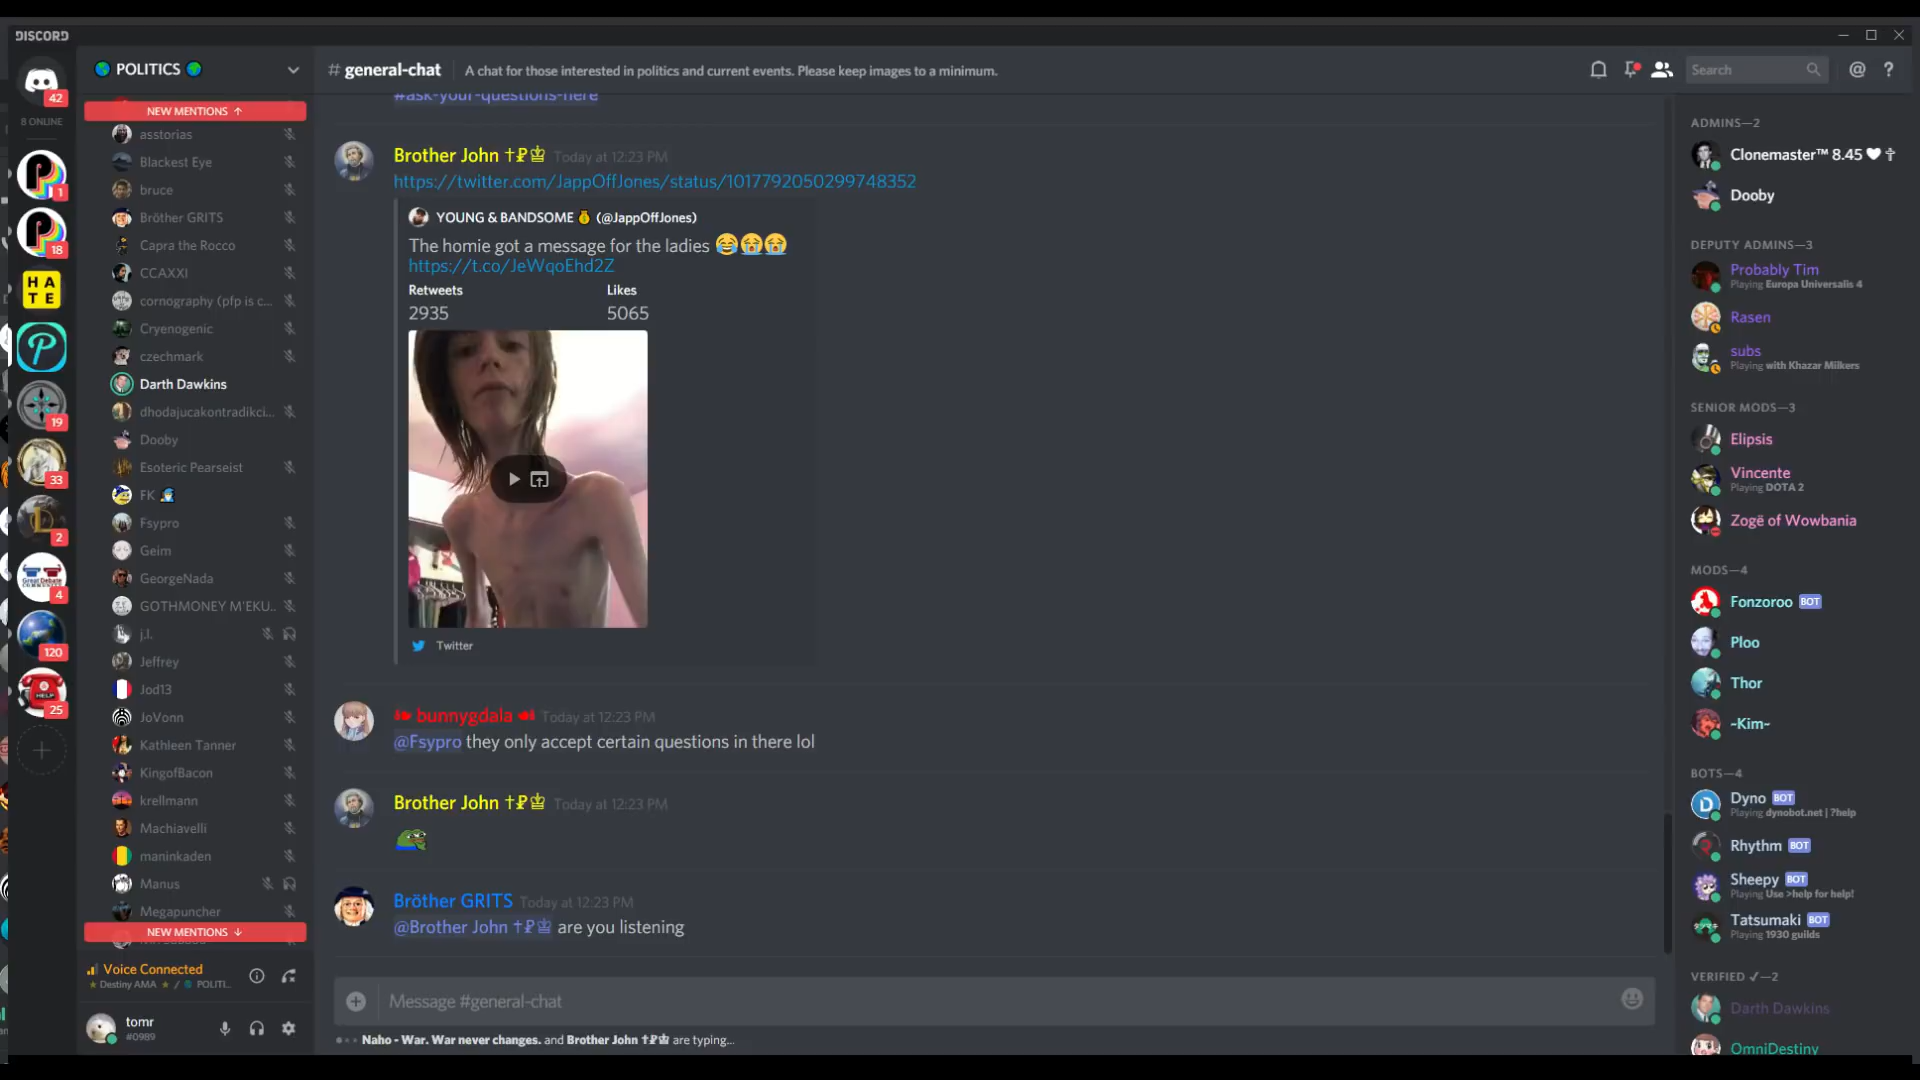 DISCORD
42
8 ONLINE
1
18
HA
TE
19
33
2
Great Debate
COMMUNITY
4
120
HELP
25
POLITICS
NEW MENTIONS ↑
asstorias
Blackest Eye
bruce
Bröther GRITS
Capra the Rocco
CCAXXI
cornography (pfp is c...
Cryenogenic
czechmark
Darth Dawkins
dhodajucakontradikci...
Dooby
Esoteric Pearseist
FK
Fsypro
Geim
GeorgeNada
GOTHMONEY M'EKU...
j.l.
Jeffrey
Jod13
JoVonn
Kathleen Tanner
KingofBacon
krellmann
Machiavelli
maninkaden
Manus
Megapuncher
NEW MENTIONS ↓
Voice Connected
★ Destiny AMA ★ / POLITI...
tomr
#0989
# general-chat
A chat for those interested in politics and current events. Please keep images to a minimum.
Search
@ ?
#ask-your-questions-here
Brother John †☧♔ Today at 12:23 PM
https://twitter.com/JappOffJones/status/1017792050299748352
YOUNG & BANDSOME 💰 (@JappOffJones)
The homie got a message for the ladies 😂😭😭
https://t.co/JeWqoEhd2Z
Retweets Likes
2935 5065
Twitter
bunnygdala Today at 12:23 PM
@Fsypro they only accept certain questions in there lol
Brother John †☧♔ Today at 12:23 PM
Bröther GRITS Today at 12:23 PM
@Brother John †☧♔ are you listening
Message #general-chat
Naho - War. War never changes. and Brother John †☧♔ are typing...
ADMINS—2
Clonemaster™ 8.45 ♥ ✝
Dooby
DEPUTY ADMINS—3
Probably Tim
Playing Europa Universalis 4
Rasen
subs
Playing with Khazar Milkers
SENIOR MODS—3
Elipsis
Vincente
Playing DOTA 2
Zogë of Wowbania
MODS—4
Fonzoroo BOT
Ploo
Thor
~Kim~
BOTS—4
Dyno BOT
Playing dynobot.net | ?help
Rhythm BOT
Sheepy BOT
Playing Use >help for help!
Tatsumaki BOT
Playing 1930 guilds
VERIFIED ✓—2
Darth Dawkins
OmniDestiny